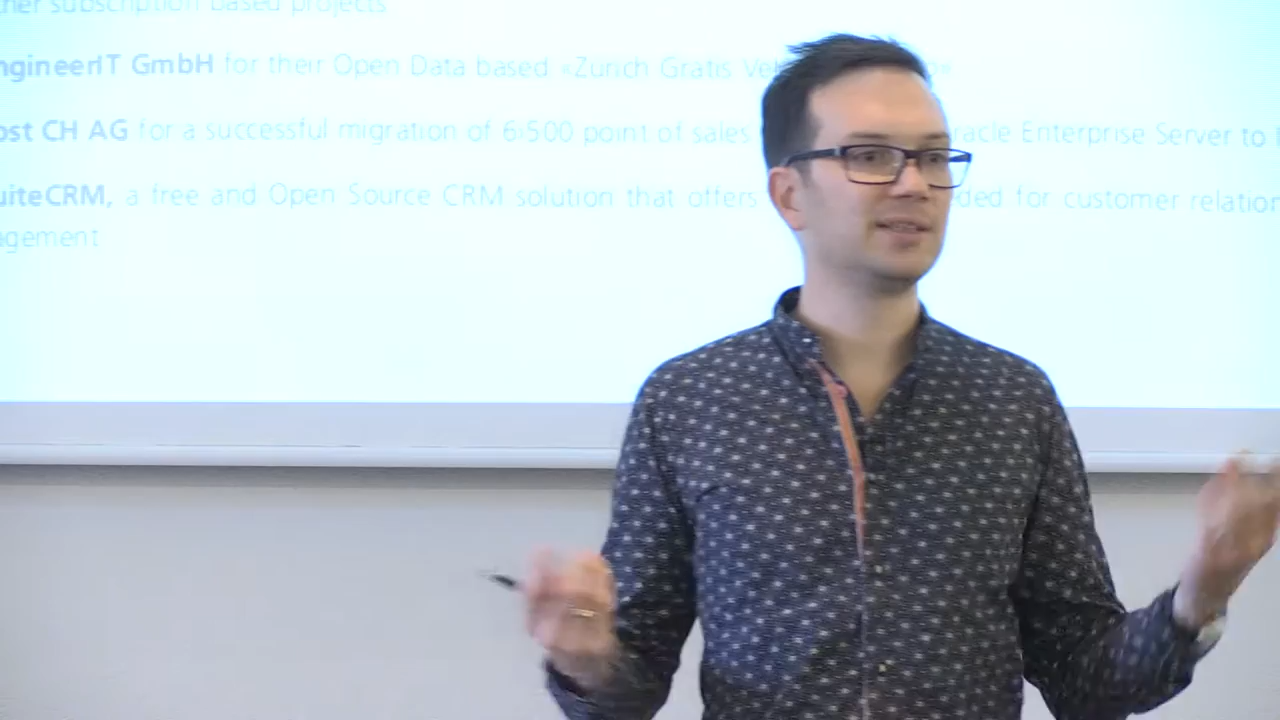 her subscription based projects
ngineerIT GmbH for their Open Data based «Zürich Gratis
ost CH AG for a successful migration of 6'500 point of sales racle Enterprise Server to
uiteCRM, a free and Open Source CRM solution that offers ded for customer relation
agement